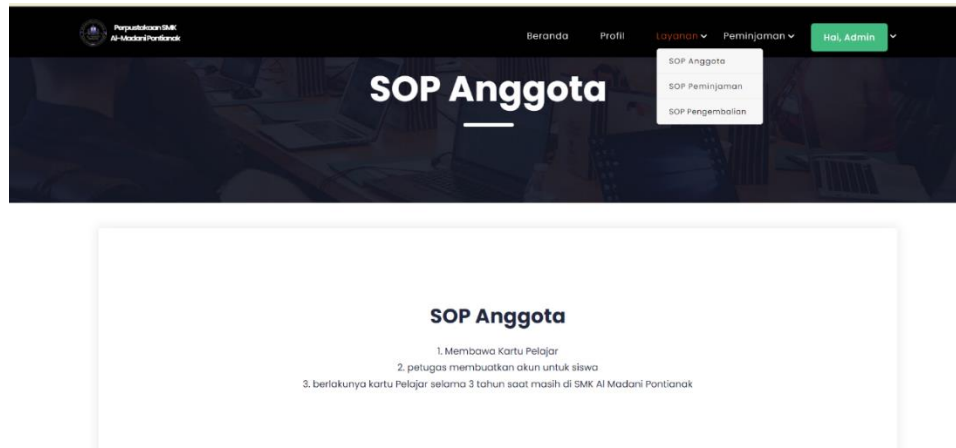 Perpustakaan SMK
Al-Madani Pontianak
Beranda Profil Layanan Peminjaman Hai, Admin
SOP Anggota
SOP Peminjaman
SOP Pengembalian
SOP Anggota
SOP Anggota
1. Membawa Kartu Pelajar
2. petugas membuatkan akun untuk siswa
3. berlakunya kartu Pelajar selama 3 tahun saat masih di SMK Al Madani Pontianak